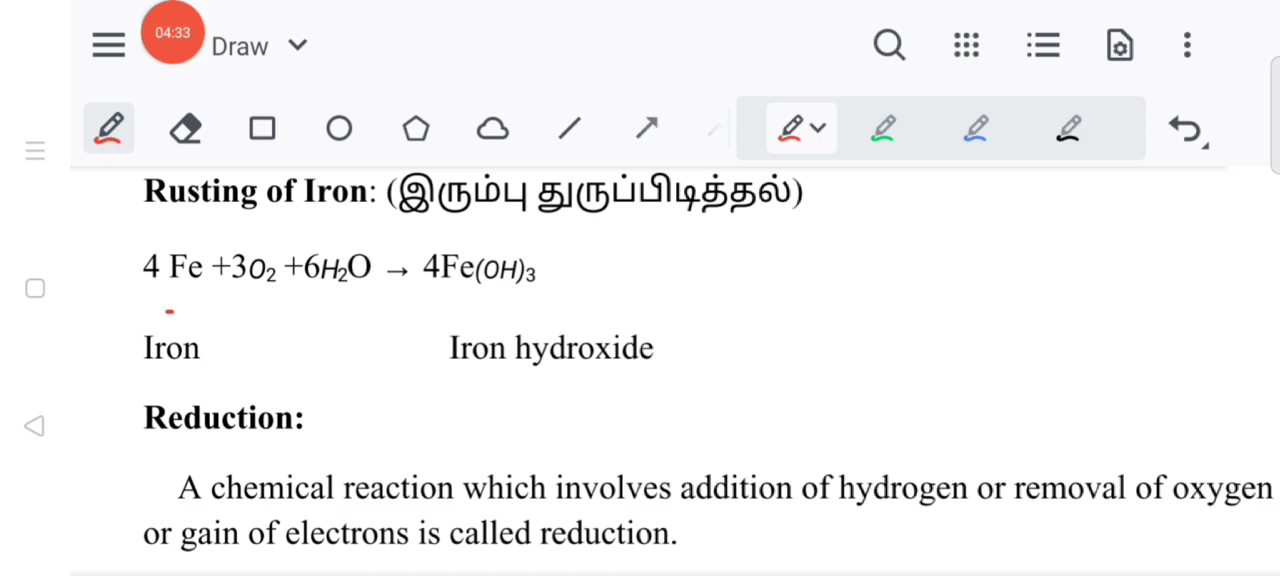 04:33
Draw
Rusting of Iron: (இரும்பு துருப்பிடித்தல்)
4 Fe +3O₂ +6H₂O → 4Fe(OH)₃
Iron Iron hydroxide
Reduction:
A chemical reaction which involves addition of hydrogen or removal of oxygen
or gain of electrons is called reduction.